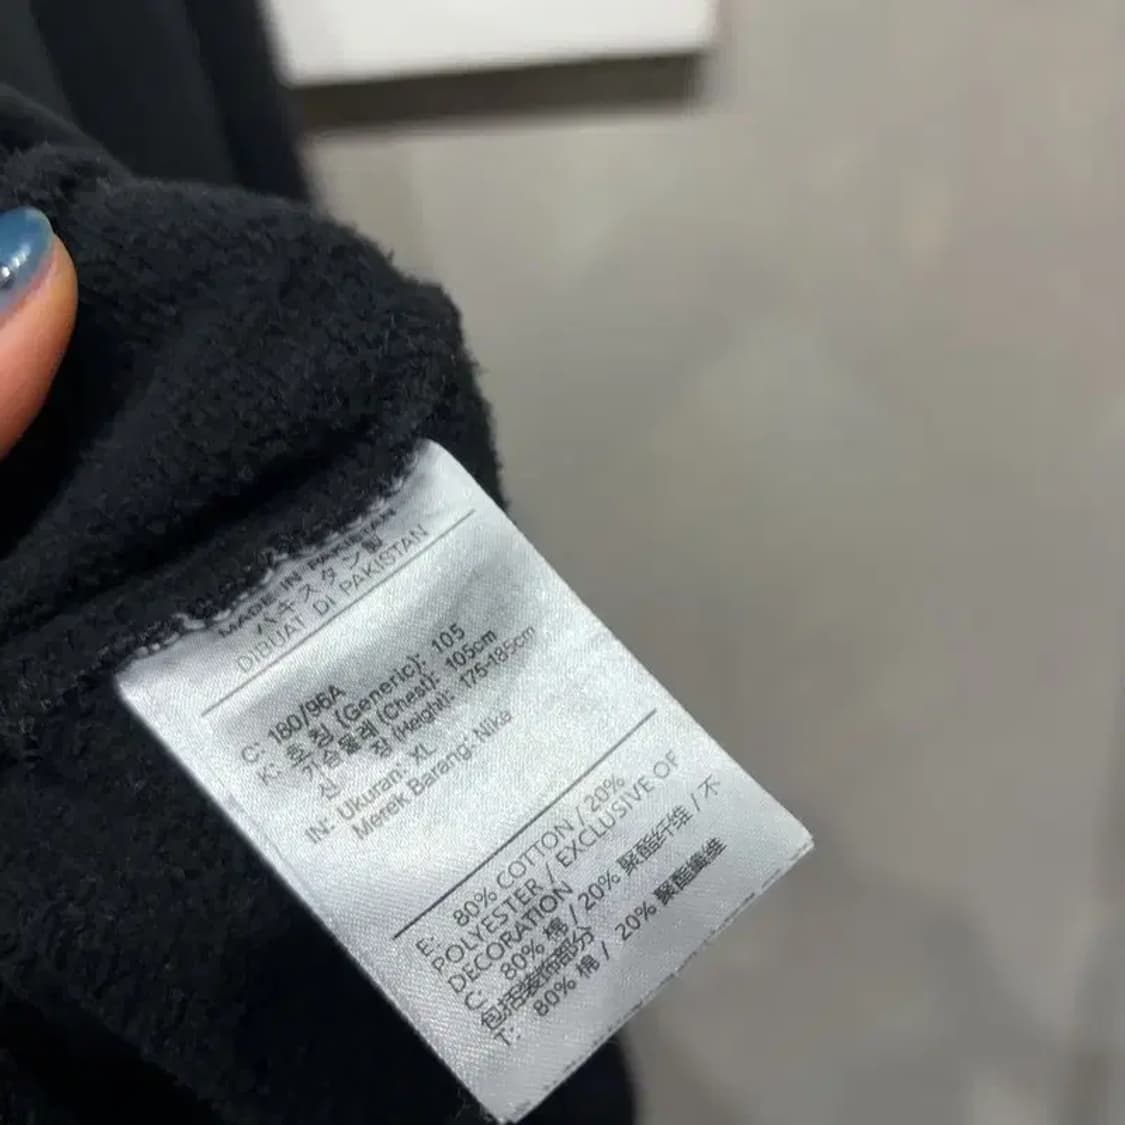 MADE IN PAKISTAN
パキスタン製
DIBUAT DI PAKISTAN
C: 180/96A
K: 호 칭 (Generic): 105
가슴둘레 (Chest): 105cm
신 장 (Height): 175-185cm
IN: Ukuran: XL
Merek Barang: Nike
E: 80% COTTON / 20%
POLYESTER / EXCLUSIVE OF
DECORATION
C: 80% 棉 / 20% 聚酯纤维 / 不
包括装饰部分
T: 80% 棉 / 20% 聚酯纖維